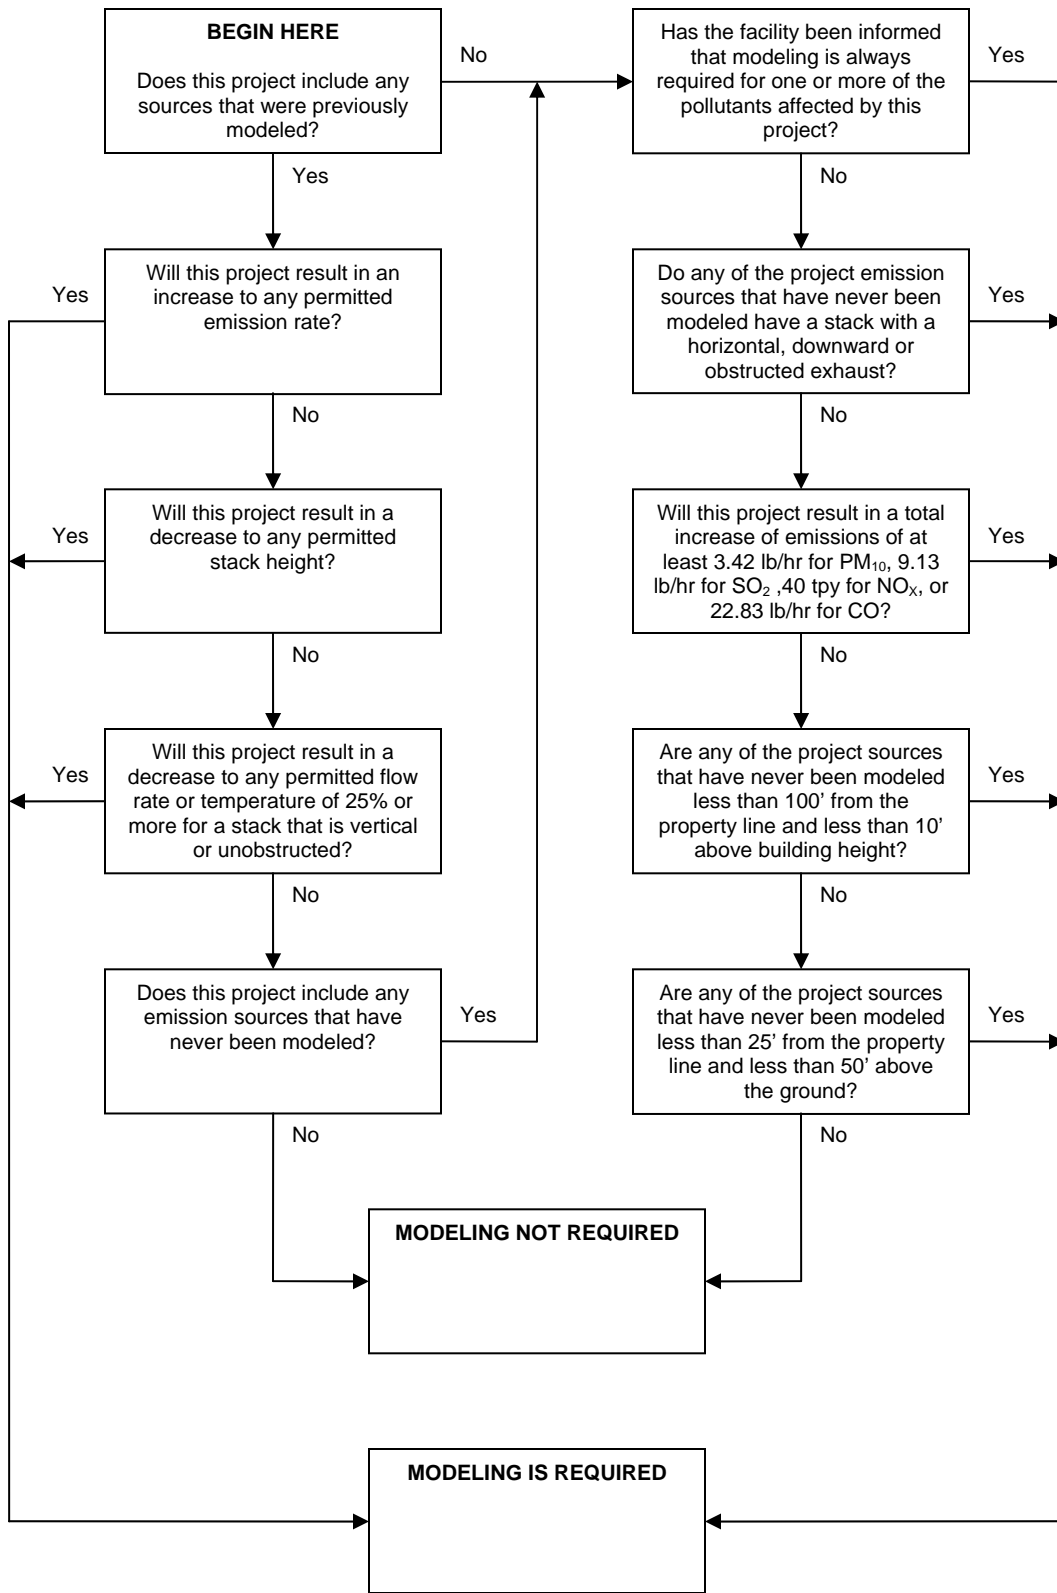 BEGIN HERE
Does this project include any
sources that were previously
modeled?
No
Yes
Will this project result in an
increase to any permitted
emission rate?
Yes
No
Will this project result in a
decrease to any permitted
stack height?
Yes
No
Will this project result in a
decrease to any permitted flow
rate or temperature of 25% or
more for a stack that is vertical
or unobstructed?
Yes
No
Does this project include any
emission sources that have
never been modeled?
Yes
No
Has the facility been informed
that modeling is always
required for one or more of the
pollutants affected by this
project?
Yes
No
Do any of the project emission
sources that have never been
modeled have a stack with a
horizontal, downward or
obstructed exhaust?
Yes
No
Will this project result in a total
increase of emissions of at
least 3.42 lb/hr for PM₁₀, 9.13
lb/hr for SO₂ ,40 tpy for NOₓ, or
22.83 lb/hr for CO?
Yes
No
Are any of the project sources
that have never been modeled
less than 100’ from the
property line and less than 10’
above building height?
Yes
No
Are any of the project sources
that have never been modeled
less than 25’ from the property
line and less than 50’ above
the ground?
Yes
No
MODELING NOT REQUIRED
MODELING IS REQUIRED